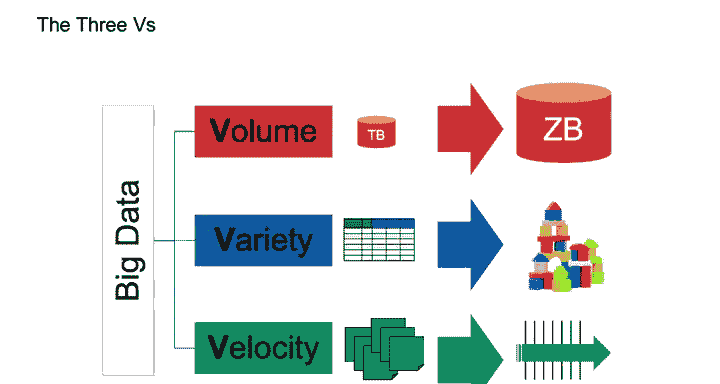 The Three Vs
Big Data
Volume
TB
ZB
Variety
Velocity